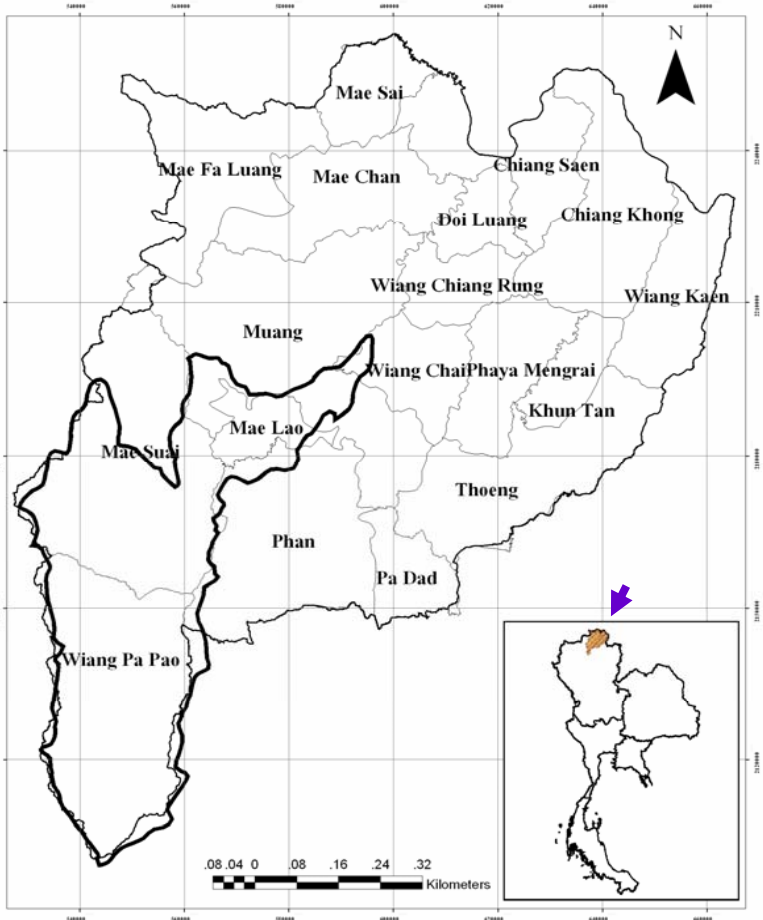 N
Mae Sai
Chiang Saen
Mae Fa Luang
Mae Chan
Chiang Khong
Doi Luang
Wiang Chiang Rung
Wiang Kaen
Muang
Wiang Chai
Phaya Mengrai
Khun Tan
Mae Lao
Mae Suai
Thoeng
Phan
Pa Dad
Wiang Pa Pao
.08 .04 0 .08 .16 .24 .32
Kilometers